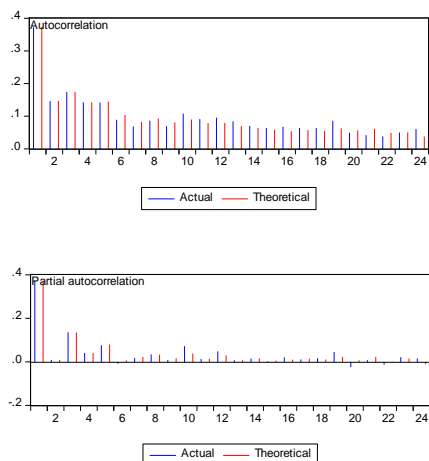 Autocorrelation
.4
.3
.2
.1
.0
2 4 6 8 10 12 14 16 18 20 22 24
Actual Theoretical
Partial autocorrelation
.4
.2
.0
-.2
2 4 6 8 10 12 14 16 18 20 22 24
Actual Theoretical